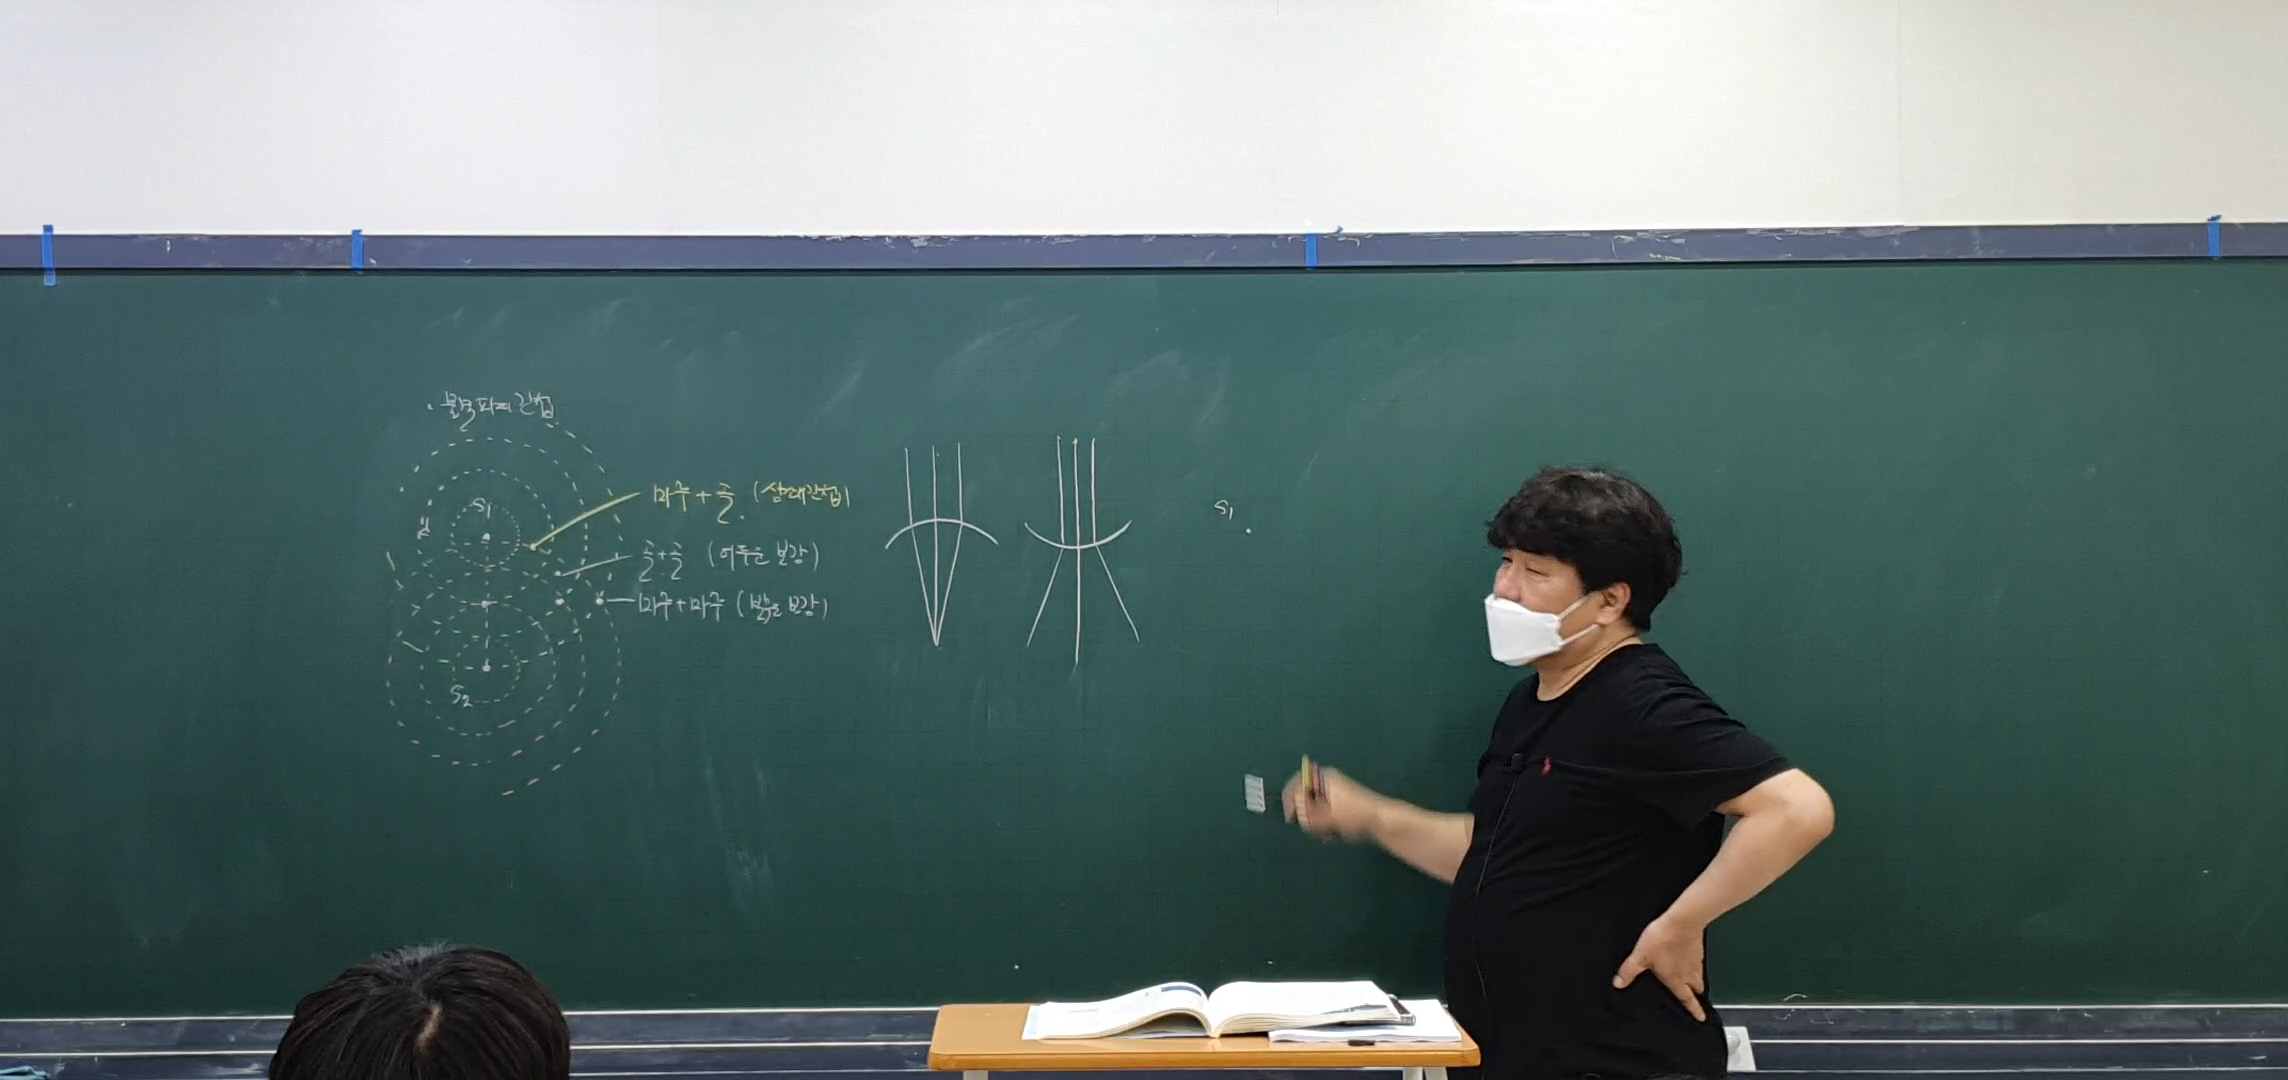 · 물결파의 간섭
S₁
마루 + 골 (상쇄간섭)
골+골 (어두운 보강)
마루+마루 (밝은 보강)
S₂
S₁